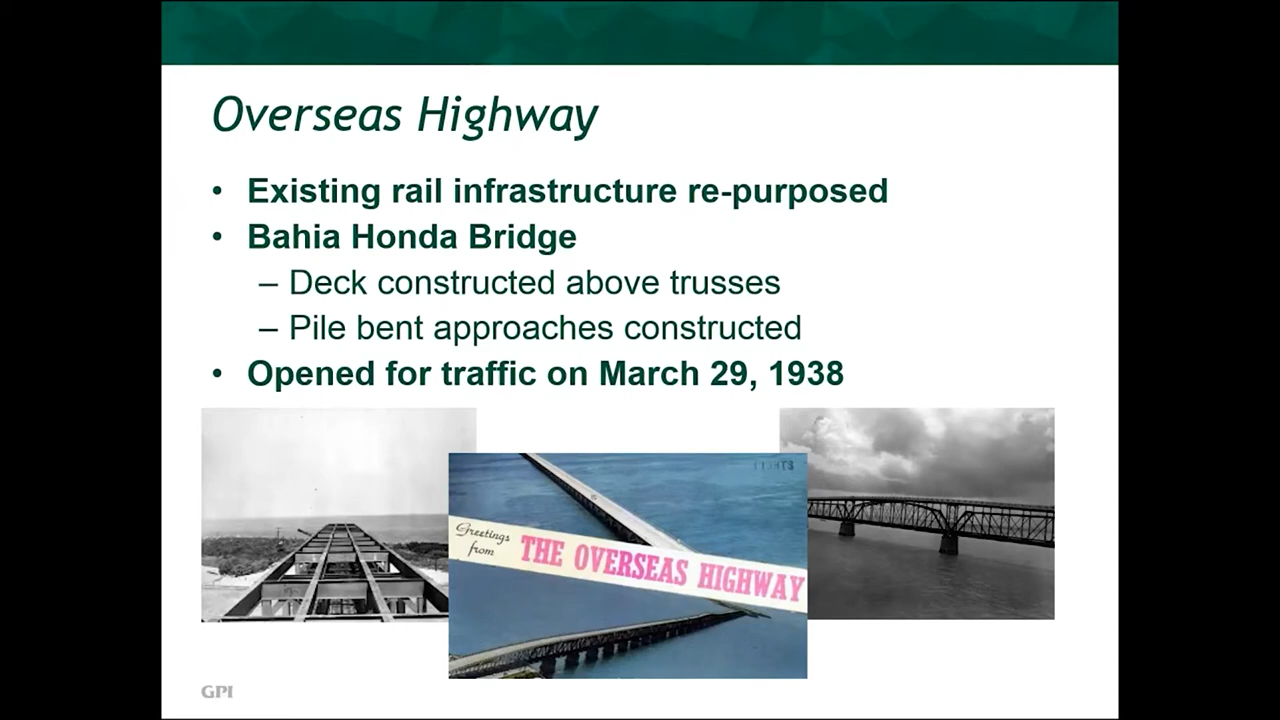 Overseas Highway
• Existing rail infrastructure re-purposed
• Bahia Honda Bridge
– Deck constructed above trusses
– Pile bent approaches constructed
• Opened for traffic on March 29, 1938
Greetings
from
THE OVERSEAS HIGHWAY
GPI